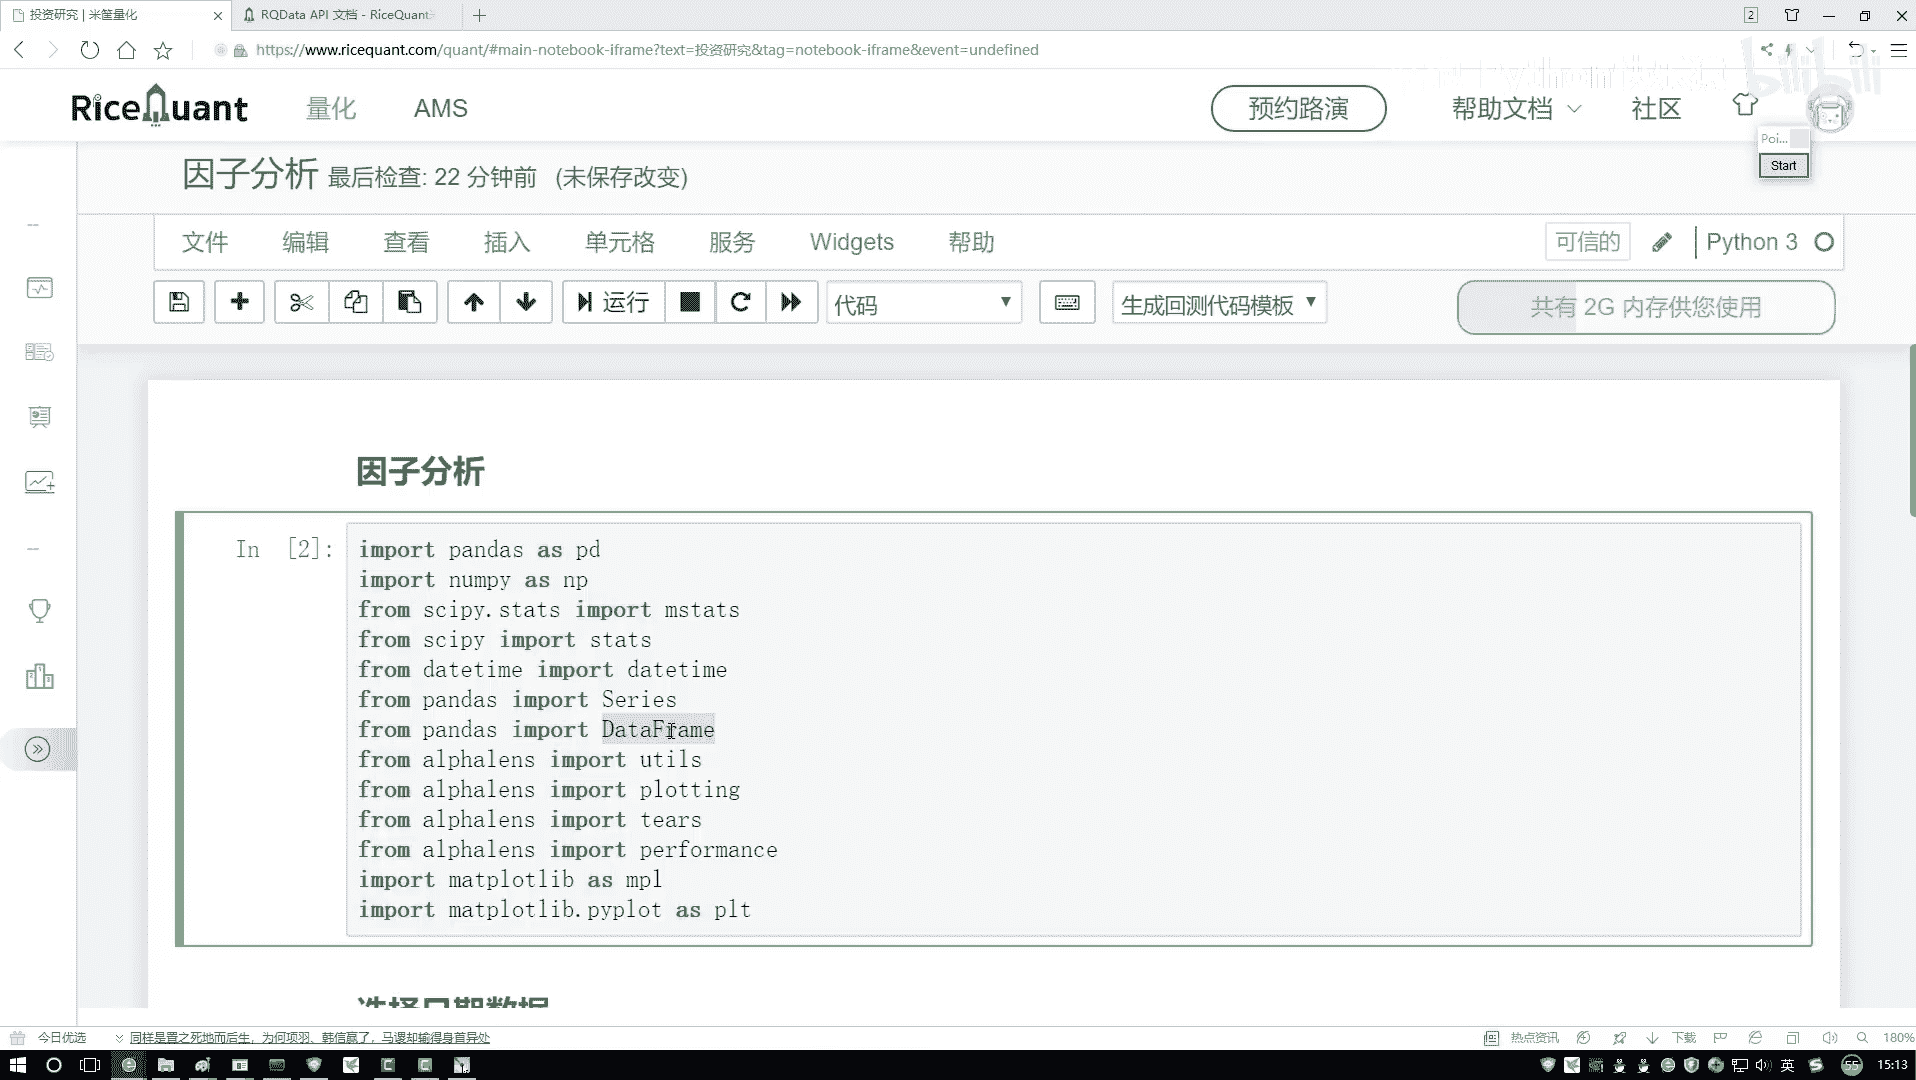 投资研究 | 米筐量化
RQData API 文档 - RiceQuant
2
https://www.ricequant.com/quant/#main-notebook-iframe?text=投资研究&tag=notebook-iframe&event=undefined
bilibili
RiceQuant 量化 AMS 预约路演 帮助文档 社区
Poi...
Start
因子分析 最后检查: 22 分钟前 (未保存改变)
文件 编辑 查看 插入 单元格 服务 Widgets 帮助 可信的 Python 3
运行 代码 生成回测代码模板 共有 2G 内存供您使用
因子分析
In [2]:
import pandas as pd
import numpy as np
from scipy.stats import mstats
from scipy import stats
from datetime import datetime
from pandas import Series
from pandas import DataFrame
from alphalens import utils
from alphalens import plotting
from alphalens import tears
from alphalens import performance
import matplotlib as mpl
import matplotlib.pyplot as plt
选择日期数据
今日优选 同样是置之死地而后生，为何项羽、韩信赢了，马谡却输得身首异处 热点资讯 下载 180%
英 55 15:13